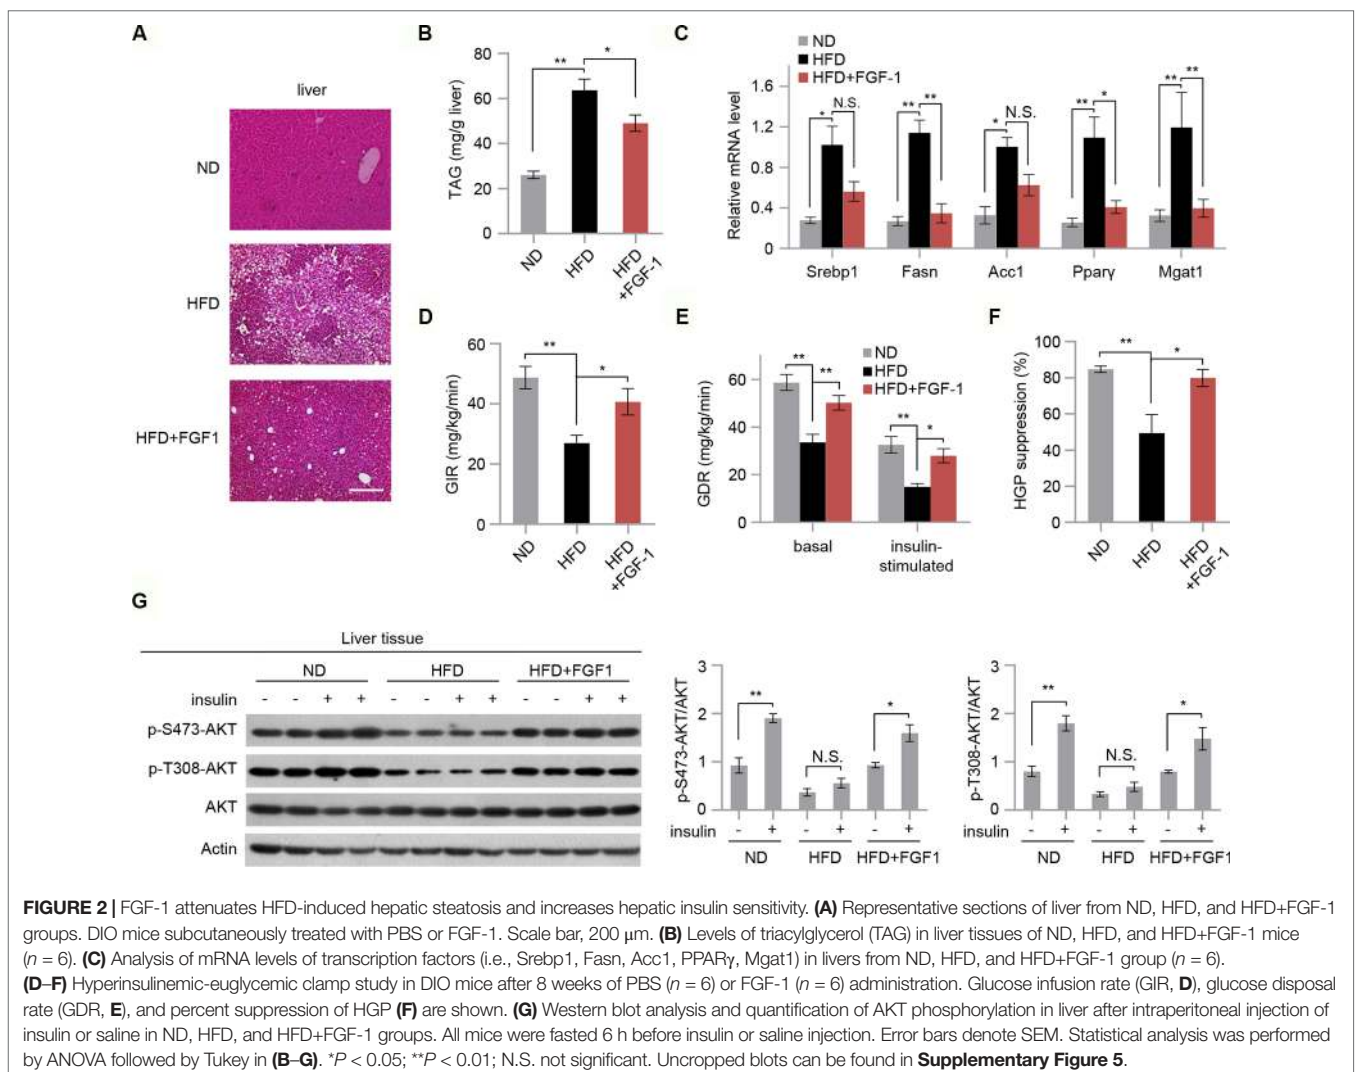 A
liver
ND
HFD
HFD+FGF1
B
TAG (mg/g liver)
80
60
40
20
0
**
*
ND
HFD
HFD
+FGF-1
C
ND
HFD
HFD+FGF-1
Relative mRNA level
1.6
1.2
0.8
0.4
0
* N.S.
** **
* N.S.
** *
** **
Srebp1 Fasn Acc1 Pparγ Mgat1
D
GIR (mg/kg/min)
60
40
20
0
**
*
ND
HFD
HFD
+FGF-1
E
ND
HFD
HFD+FGF-1
GDR (mg/kg/min)
60
40
20
0
** **
** *
basal insulin-
stimulated
F
HGP suppression (%)
100
80
60
40
20
0
**
*
ND
HFD
HFD
+FGF-1
G
Liver tissue
ND HFD HFD+FGF1
insulin - - + + - - + + - - + +
p-S473-AKT
p-T308-AKT
AKT
Actin
p-S473-AKT/AKT
3
2
1
0
**
N.S.
*
insulin - + - + - +
ND HFD HFD+FGF1
p-T308-AKT/AKT
3
2
1
0
**
N.S.
*
insulin - + - + - +
ND HFD HFD+FGF1
FIGURE 2 | FGF-1 attenuates HFD-induced hepatic steatosis and increases hepatic insulin sensitivity. (A) Representative sections of liver from ND, HFD, and HFD+FGF-1
groups. DIO mice subcutaneously treated with PBS or FGF-1. Scale bar, 200 μm. (B) Levels of triacylglycerol (TAG) in liver tissues of ND, HFD, and HFD+FGF-1 mice
(n = 6). (C) Analysis of mRNA levels of transcription factors (i.e., Srebp1, Fasn, Acc1, PPARγ, Mgat1) in livers from ND, HFD, and HFD+FGF-1 group (n = 6).
(D–F) Hyperinsulinemic-euglycemic clamp study in DIO mice after 8 weeks of PBS (n = 6) or FGF-1 (n = 6) administration. Glucose infusion rate (GIR, D), glucose disposal
rate (GDR, E), and percent suppression of HGP (F) are shown. (G) Western blot analysis and quantification of AKT phosphorylation in liver after intraperitoneal injection of
insulin or saline in ND, HFD, and HFD+FGF-1 groups. All mice were fasted 6 h before insulin or saline injection. Error bars denote SEM. Statistical analysis was performed
by ANOVA followed by Tukey in (B–G). *P < 0.05; **P < 0.01; N.S. not significant. Uncropped blots can be found in Supplementary Figure 5.